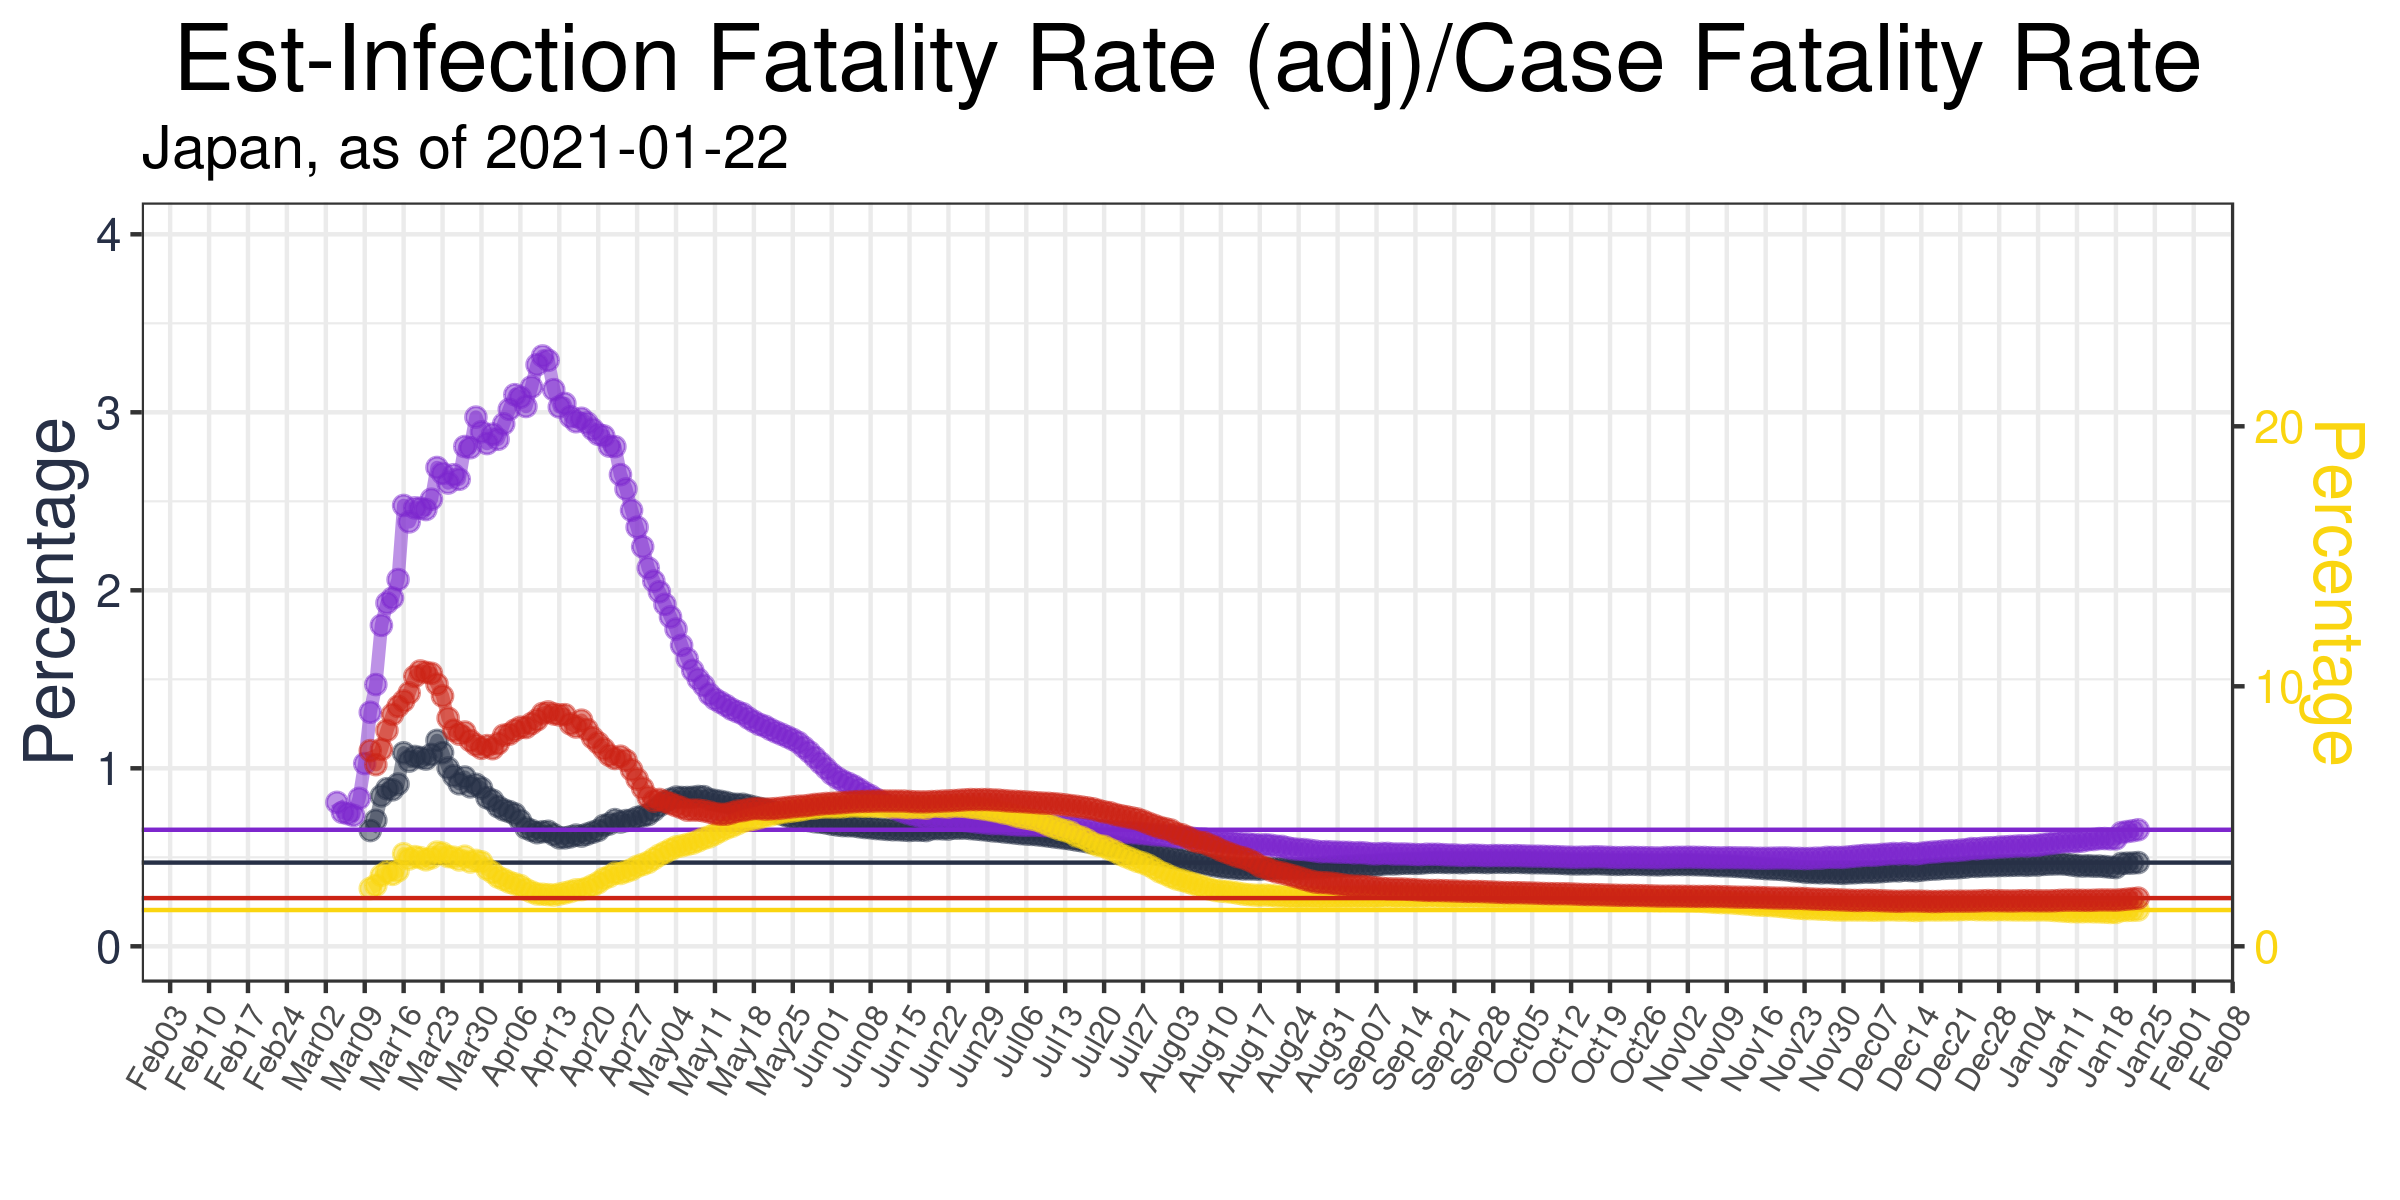 Est-Infection Fatality Rate (adj)/Case Fatality Rate
Japan, as of 2021-01-22
Percentage
4
3
2
1
0
20
10
0
Percentage
Feb03 Feb10 Feb17 Feb24 Mar02 Mar09 Mar16 Mar23 Mar30 Apr06 Apr13 Apr20 Apr27 May04 May11 May18 May25 Jun01 Jun08 Jun15 Jun22 Jun29 Jul06 Jul13 Jul20 Jul27 Aug03 Aug10 Aug17 Aug24 Aug31 Sep07 Sep14 Sep21 Sep28 Oct05 Oct12 Oct19 Oct26 Nov02 Nov09 Nov16 Nov23 Nov30 Dec07 Dec14 Dec21 Dec28 Jan04 Jan11 Jan18 Jan25 Feb01 Feb08